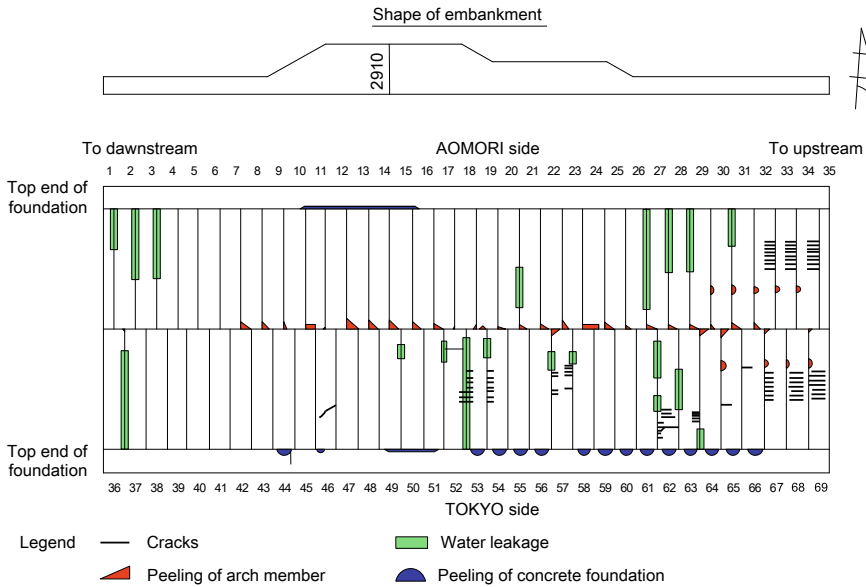 Shape of embankment
2910
To dawnstream AOMORI side To upstream
1 2 3 4 5 6 7 8 9 10 11 12 13 14 15 16 17 18 19 20 21 22 23 24 25 26 27 28 29 30 31 32 33 34 35
Top end of
foundation
Top end of
foundation
36 37 38 39 40 41 42 43 44 45 46 47 48 49 50 51 52 53 54 55 56 57 58 59 60 61 62 63 64 65 66 67 68 69
TOKYO side
Legend Cracks Water leakage
Peeling of arch member Peeling of concrete foundation